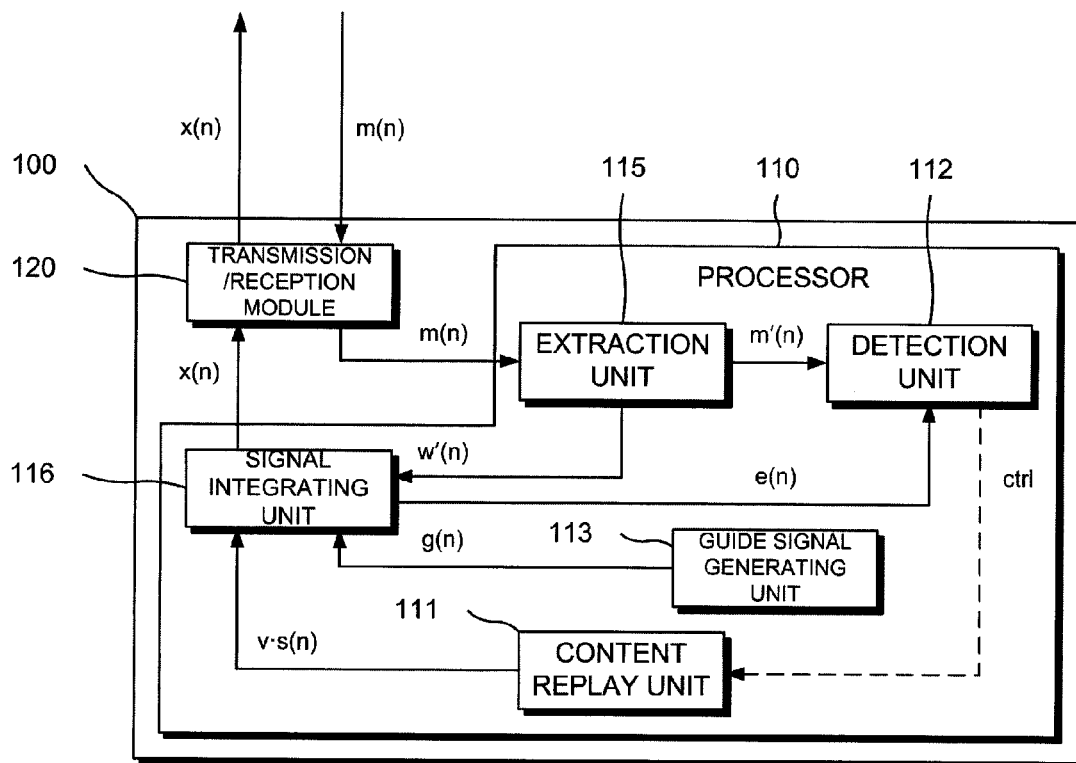 x(n)
m(n)
100
115
110
112
120
TRANSMISSION
/RECEPTION
MODULE
PROCESSOR
m(n)
EXTRACTION
UNIT
m'(n)
DETECTION
UNIT
x(n)
116
SIGNAL
INTEGRATING
UNIT
w'(n)
e(n)
ctrl
g(n)
113
GUIDE SIGNAL
GENERATING
UNIT
111
v·s(n)
CONTENT
REPLAY UNIT